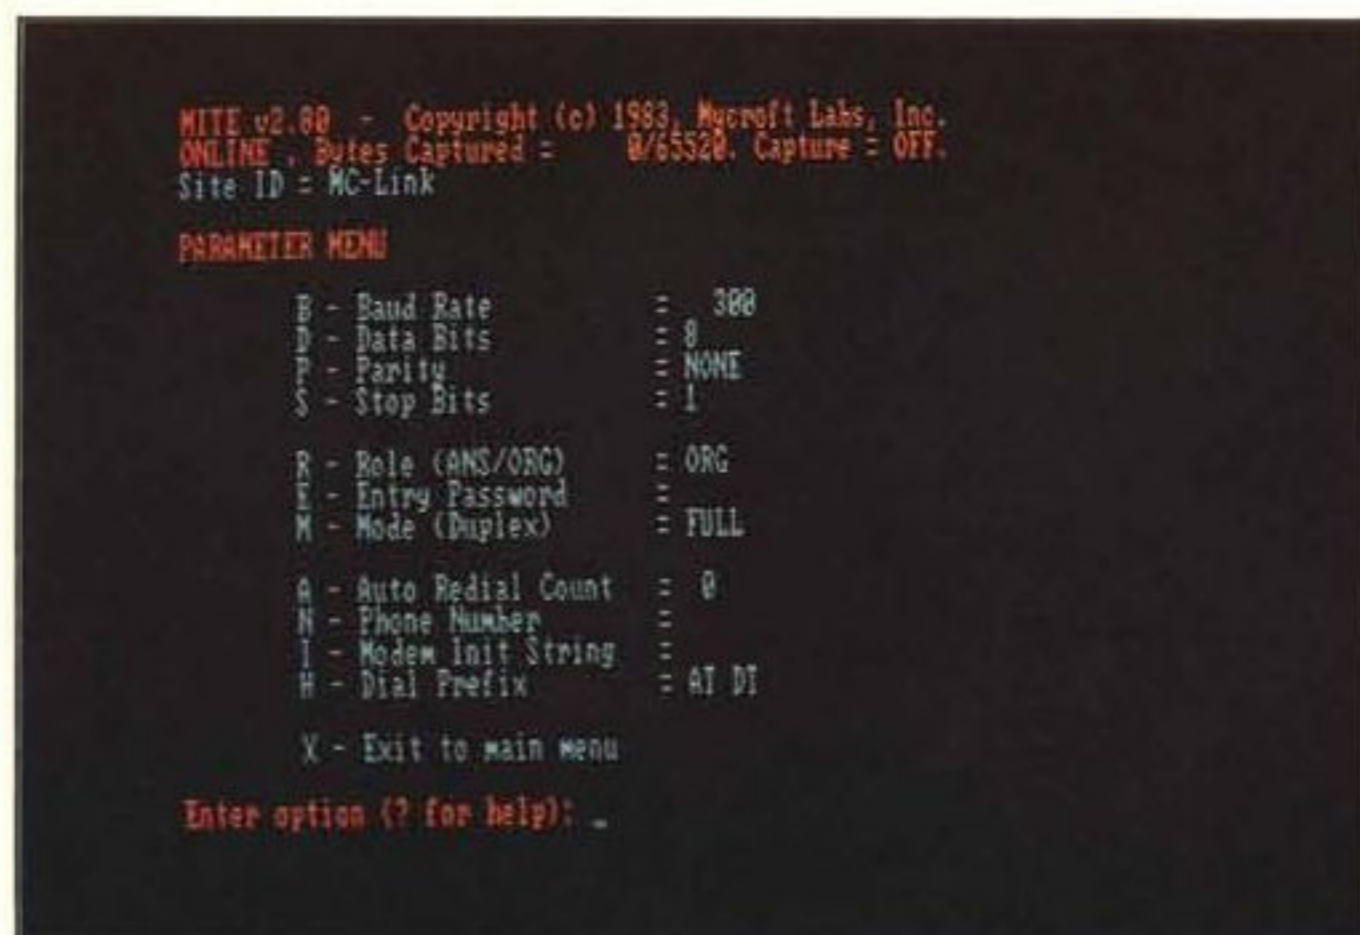 MITE v2.80 - Copyright (c) 1983, Mycroft Labs, Inc.
ONLINE . Bytes Captured = 0/65520. Capture = OFF.
Site ID = MC-Link
PARAMETER MENU
B - Baud Rate = 300
D - Data Bits = 8
P - Parity = NONE
S - Stop Bits = 1
R - Role (ANS/ORG) = ORG
E - Entry Password =
M - Mode (Duplex) = FULL
A - Auto Redial Count = 0
N - Phone Number =
I - Modem Init String =
H - Dial Prefix = AT DT
X - Exit to main menu
Enter option (? for help): _